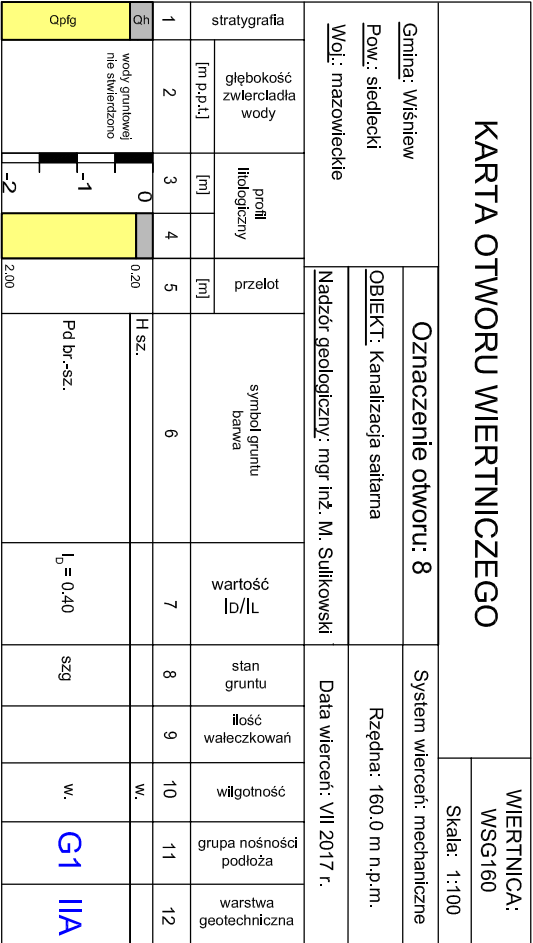 KARTA OTWORU WIERTNICZEGO
WIERTNICA:
WSG160
Skala: 1:100
Gmina: Wiśniew
Pow.: siedlecki
Woj.: mazowieckie
Oznaczenie otworu: 8
System wierceń: mechaniczne
OBIEKT: Kanalizacja saitarna
Rzędna: 160.0 m n.p.m.
Nadzór geologiczny: mgr inż. M. Sulikowski
Data wierceń: VII 2017 r.
stratygrafia
głębokość
zwierciadła
wody
[m p.p.t.]
profil
litologiczny
[m]
przelot
[m]
symbol gruntu
barwa
wartość
ID/IL
stan
gruntu
ilość
wałeczkowań
wilgotność
grupa nośności
podłoża
warstwa
geotechniczna
1 2 3 4 5 6 7 8 9 10 11 12
Qh
0
0.20
H sz.
w.
Qpfg
wody gruntowej
nie stwierdzono
-1
-2
2.00
Pd br.-sz.
ID = 0.40
szg
w.
G1
IIA